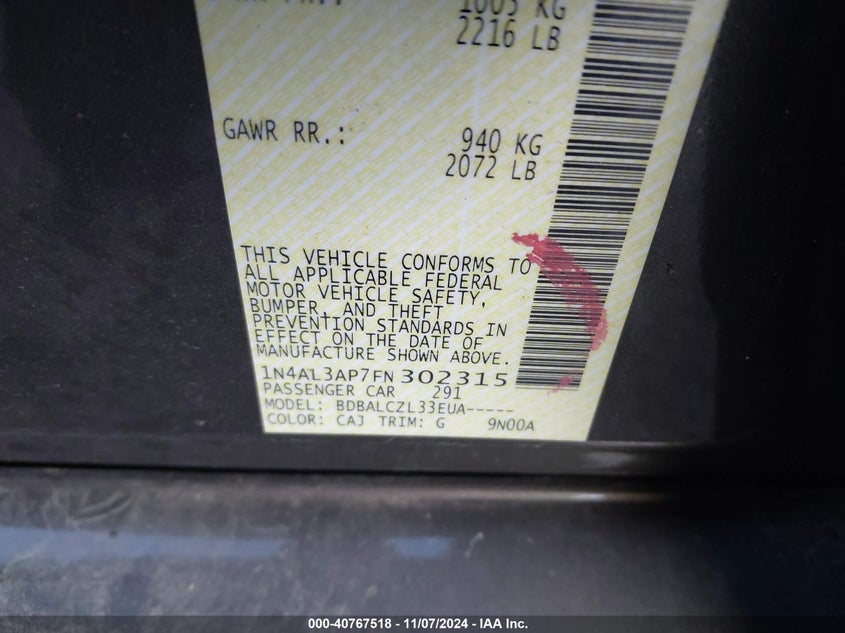 1005 KG
2216 LB
GAWR RR.: 940 KG
2072 LB
THIS VEHICLE CONFORMS TO
ALL APPLICABLE FEDERAL
MOTOR VEHICLE SAFETY,
BUMPER, AND THEFT
PREVENTION STANDARDS IN
EFFECT ON THE DATE OF
MANUFACTURE SHOWN ABOVE.
1N4AL3AP7FN302315
PASSENGER CAR 291
MODEL: BDBALCZL33EUA-----
COLOR: CAJ TRIM: G 9N00A
000-40767518 - 11/07/2024 - IAA Inc.